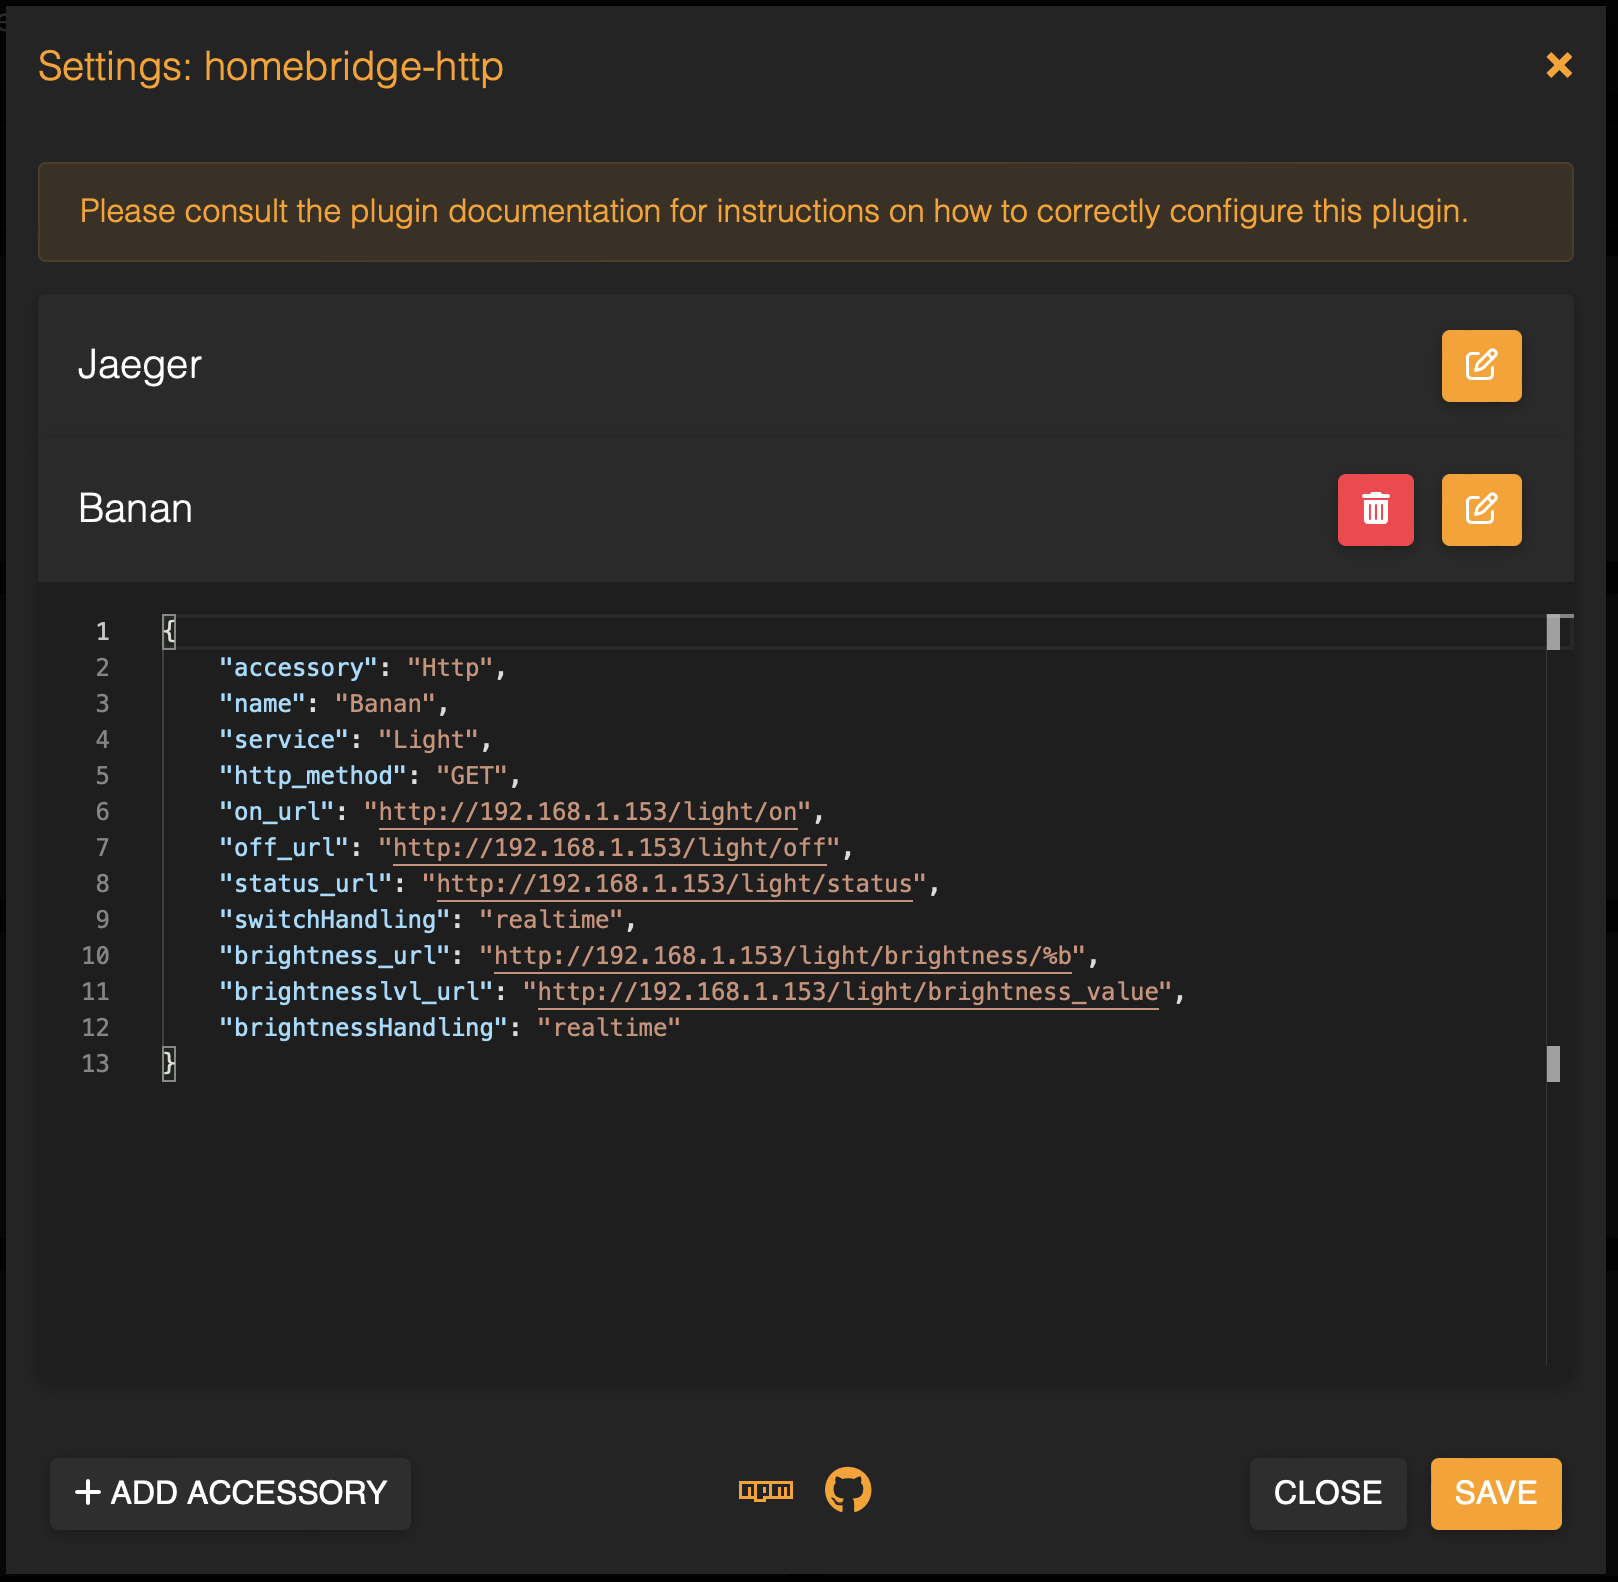 Settings: homebridge-http
Please consult the plugin documentation for instructions on how to correctly configure this plugin.
Jaeger
Banan
1 {
2 "accessory": "Http",
3 "name": "Banan",
4 "service": "Light",
5 "http_method": "GET",
6 "on_url": "http://192.168.1.153/light/on",
7 "off_url": "http://192.168.1.153/light/off",
8 "status_url": "http://192.168.1.153/light/status",
9 "switchHandling": "realtime",
10 "brightness_url": "http://192.168.1.153/light/brightness/%b",
11 "brightnesslvl_url": "http://192.168.1.153/light/brightness_value",
12 "brightnessHandling": "realtime"
13 }
+ ADD ACCESSORY
npm
CLOSE
SAVE